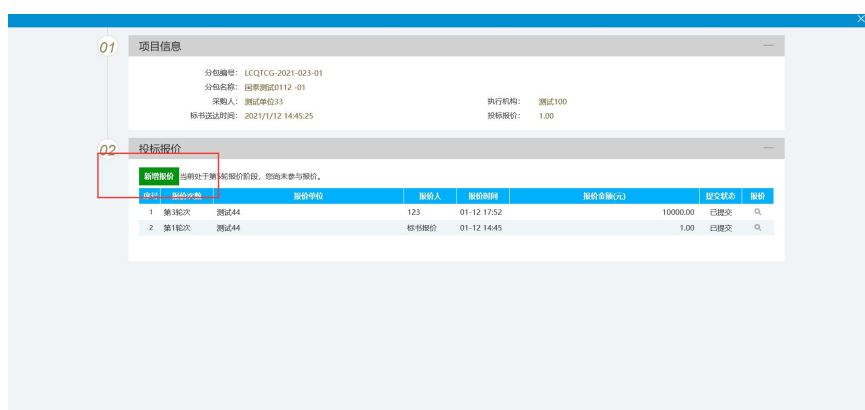 01 项目信息
分包编号： LCQTCG-2021-023-01
分包名称： 国泰测试0112 -01
采购人： 测试单位33 执行机构： 测试100
标书送达时间： 2021/1/12 14:45:25 投标报价： 1.00
02 投标报价
新增报价 当前处于第5轮报价阶段，您尚未参与报价。
序号 报价次数 报价单位 报价人 报价时间 报价金额(元) 提交状态 报价
1 第3轮次 测试44 123 01-12 17:52 10000.00 已提交
2 第1轮次 测试44 标书报价 01-12 14:45 1.00 已提交